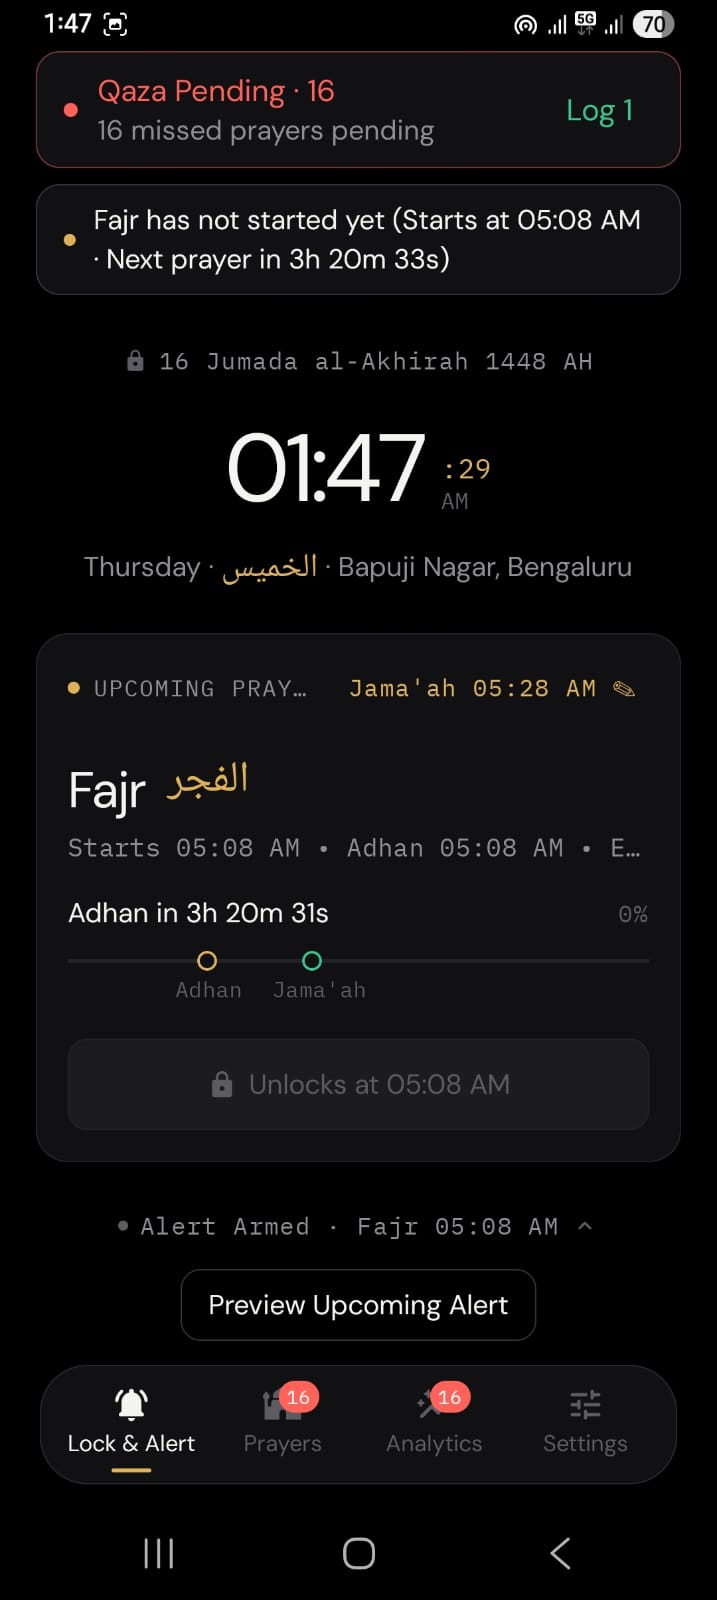 1:47
5G
70
Qaza Pending · 16
16 missed prayers pending
Log 1
Fajr has not started yet (Starts at 05:08 AM
· Next prayer in 3h 20m 33s)
16 Jumada al-Akhirah 1448 AH
01:47 :29
AM
Thursday · الخميس · Bapuji Nagar, Bengaluru
UPCOMING PRAY… Jama'ah 05:28 AM ✎
Fajr الفجر
Starts 05:08 AM • Adhan 05:08 AM • E…
Adhan in 3h 20m 31s 0%
Adhan Jama'ah
Unlocks at 05:08 AM
Alert Armed · Fajr 05:08 AM
Preview Upcoming Alert
16 16
Lock & Alert Prayers Analytics Settings